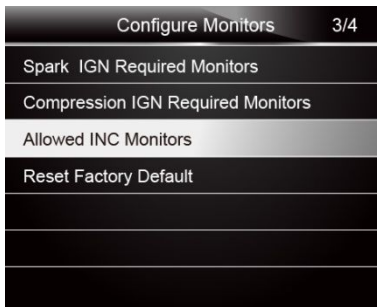 Configure Monitors 3/4
Spark IGN Required Monitors
Compression IGN Required Monitors
Allowed INC Monitors
Reset Factory Default